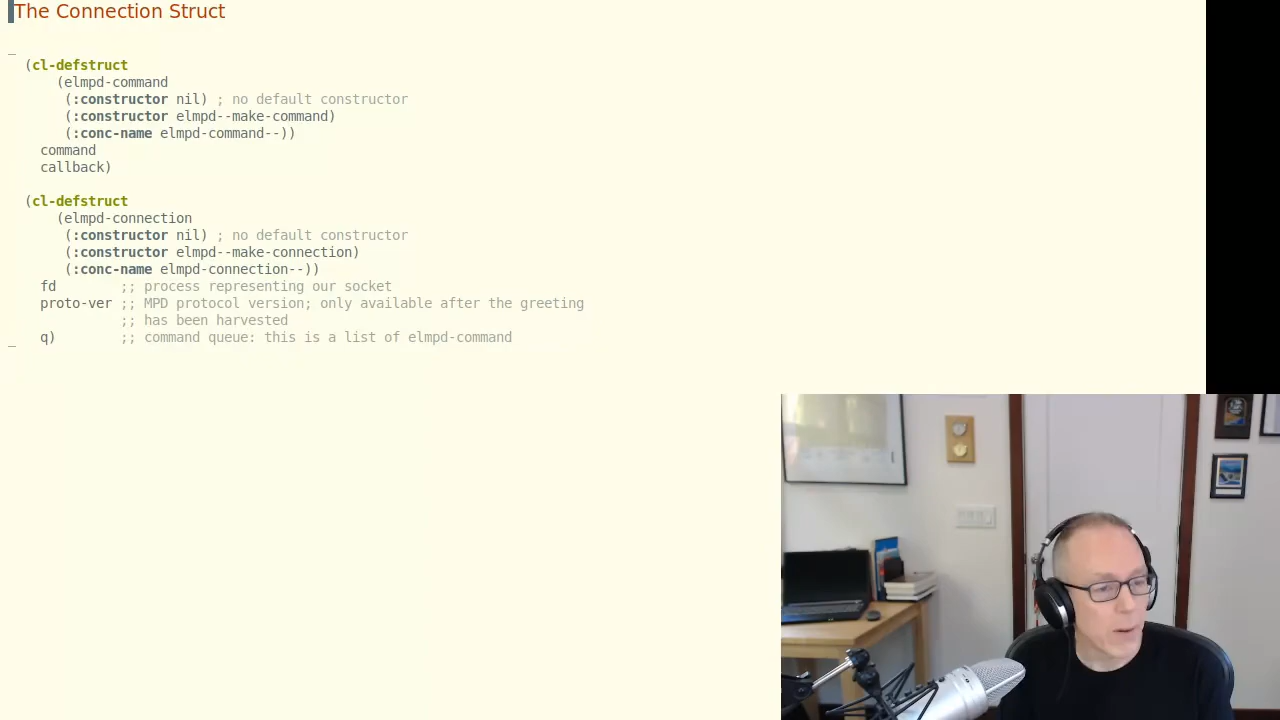 The Connection Struct
(cl-defstruct
(elmpd-command
(:constructor nil) ; no default constructor
(:constructor elmpd--make-command)
(:conc-name elmpd-command--))
command
callback)
(cl-defstruct
(elmpd-connection
(:constructor nil) ; no default constructor
(:constructor elmpd--make-connection)
(:conc-name elmpd-connection--))
fd ;; process representing our socket
proto-ver ;; MPD protocol version; only available after the greeting
;; has been harvested
q) ;; command queue: this is a list of elmpd-command